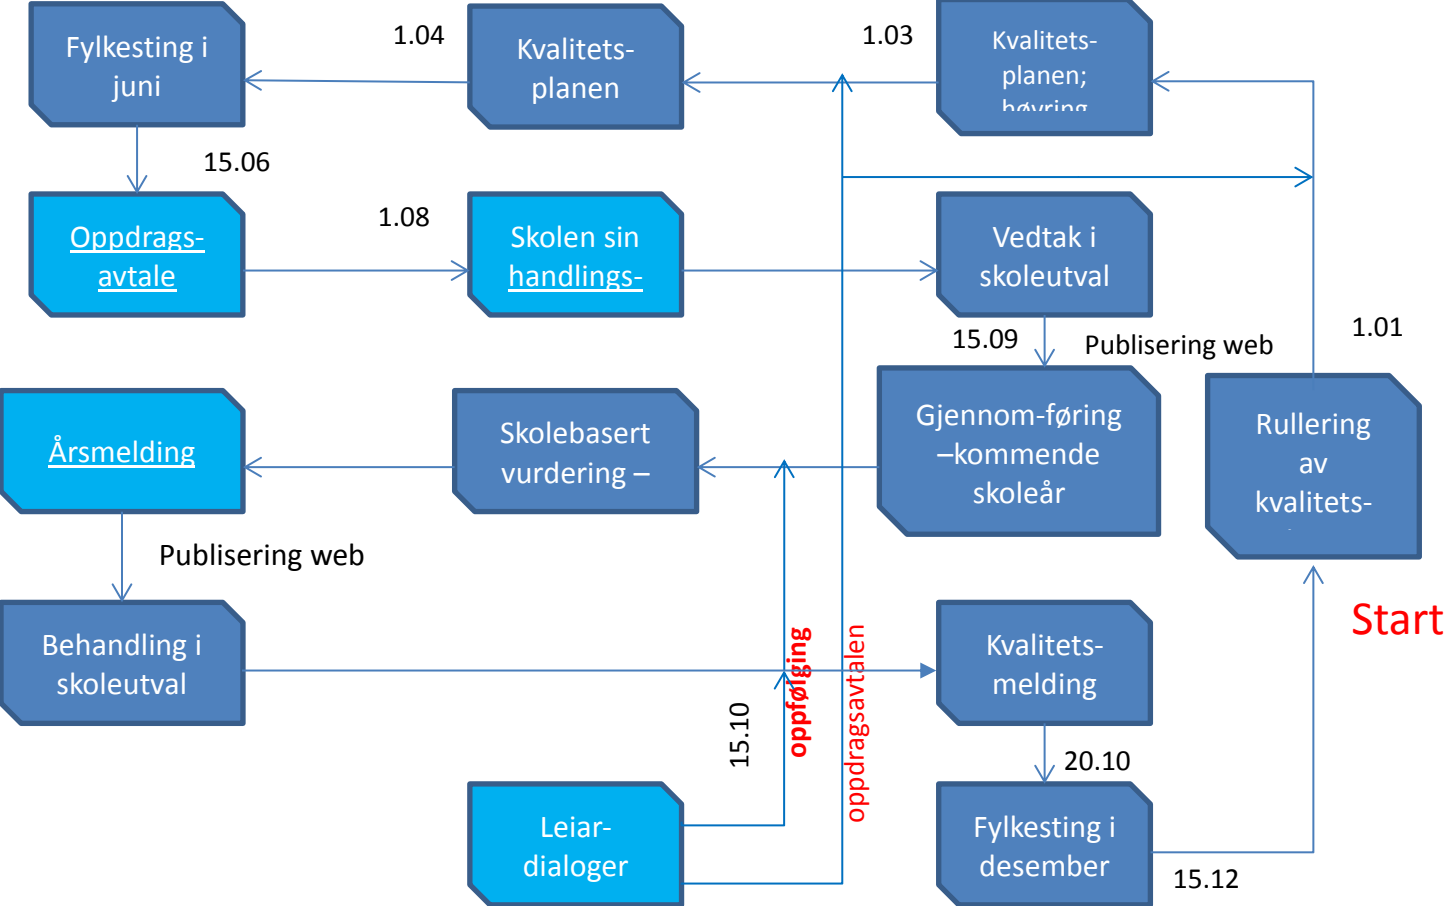 Fylkesting i
juni
1.04
Kvalitets-
planen
1.03
Kvalitets-
planen;
høyring
15.06
Oppdrags-
avtale
1.08
Skolen sin
handlings-
Vedtak i
skoleutval
15.09
Publisering web
1.01
Årsmelding
Skolebasert
vurdering –
Gjennom-føring
–kommende
skoleår
Rullering
av
kvalitets-
Publisering web
Start
Behandling i
skoleutval
15.10
oppfølging
oppdragsavtalen
Kvalitets-
melding
20.10
Leiar-
dialoger
Fylkesting i
desember
15.12